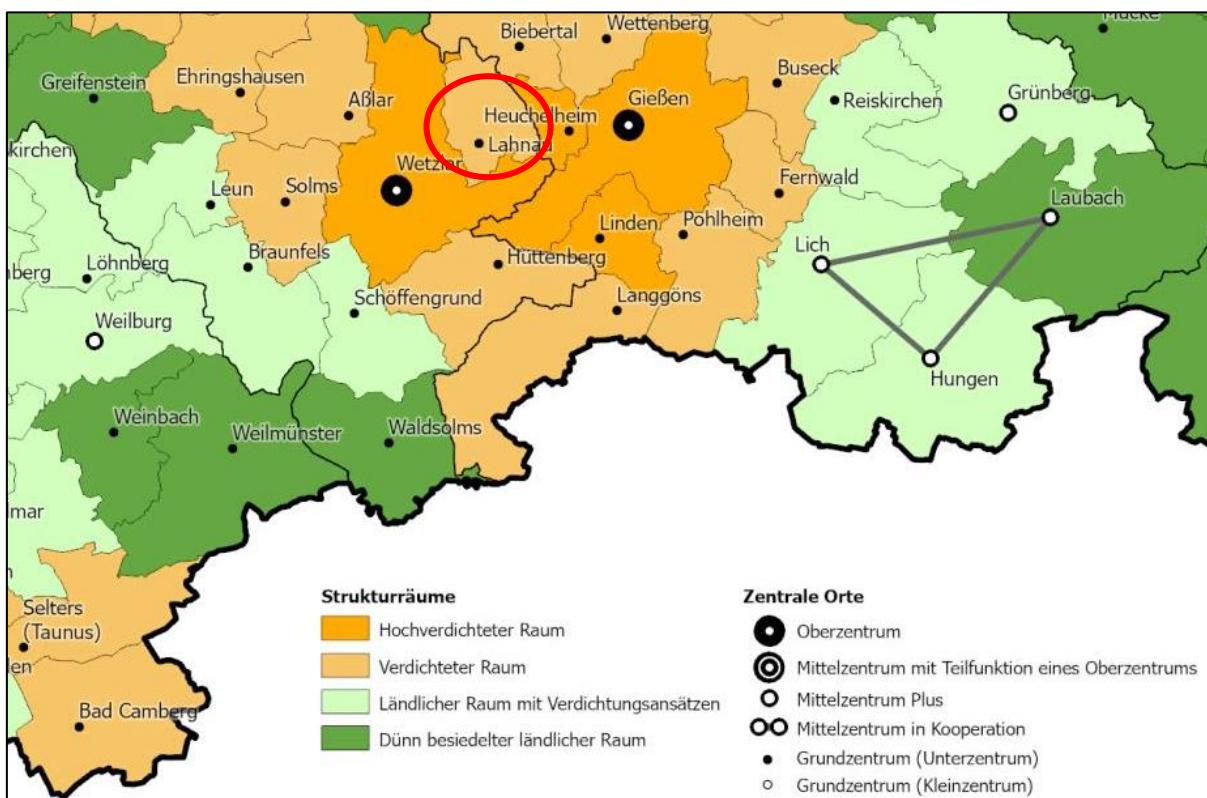 Mücke
Biebertal
Wettenberg
Greifenstein
Ehringshausen
Aßlar
Buseck
Heuchelheim
Gießen
Reiskirchen
Grünberg
Lahnau
skirchen
Wetzlar
Leun
Solms
Fernwald
Laubach
Linden
Pohlheim
Lich
Braunfels
Hüttenberg
Löhnberg
nberg
Schöffengrund
Langgöns
Weilburg
Hungen
Weinbach
Weilmünster
Waldsolms
mar
Selters
(Taunus)
en
Bad Camberg
Strukturräume
Hochverdichteter Raum
Verdichteter Raum
Ländlicher Raum mit Verdichtungsansätzen
Dünn besiedelter ländlicher Raum
Zentrale Orte
Oberzentrum
Mittelzentrum mit Teilfunktion eines Oberzentrums
Mittelzentrum Plus
Mittelzentrum in Kooperation
Grundzentrum (Unterzentrum)
Grundzentrum (Kleinzentrum)